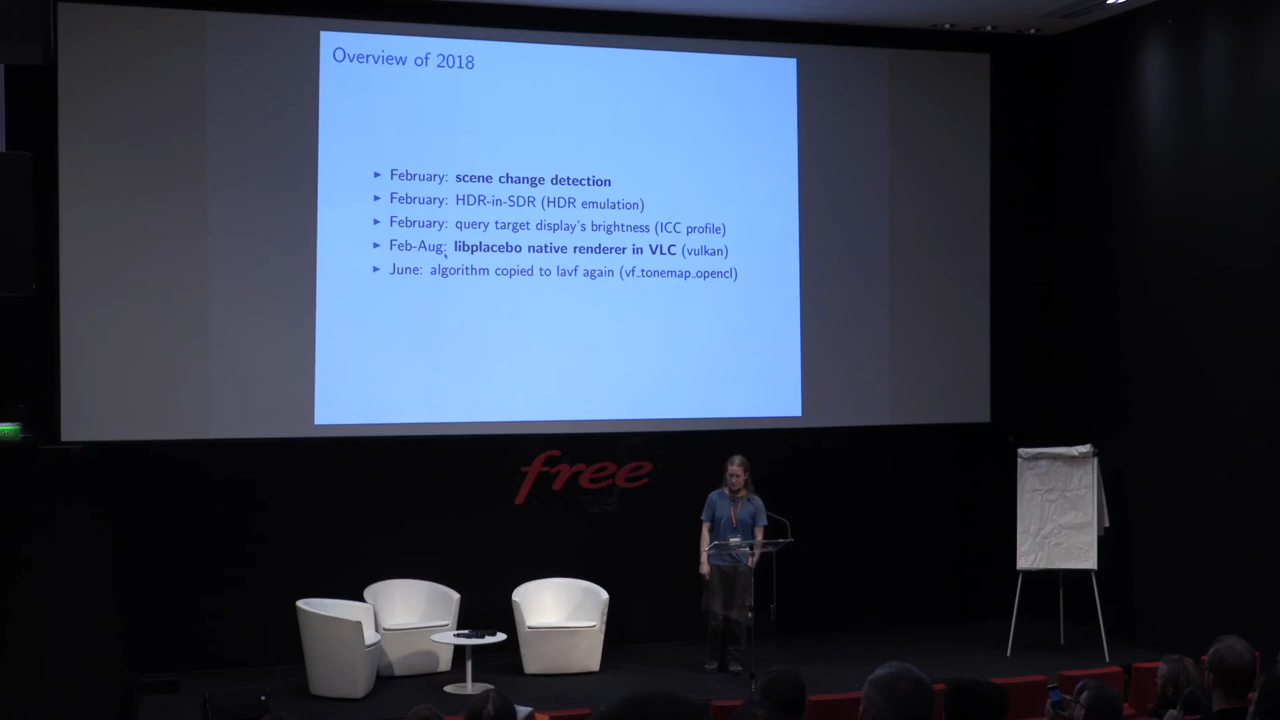 Overview of 2018
► February: scene change detection
► February: HDR-in-SDR (HDR emulation)
► February: query target display's brightness (ICC profile)
► Feb-Aug: libplacebo native renderer in VLC (vulkan)
► June: algorithm copied to lavf again (vf_tonemap_opencl)
free